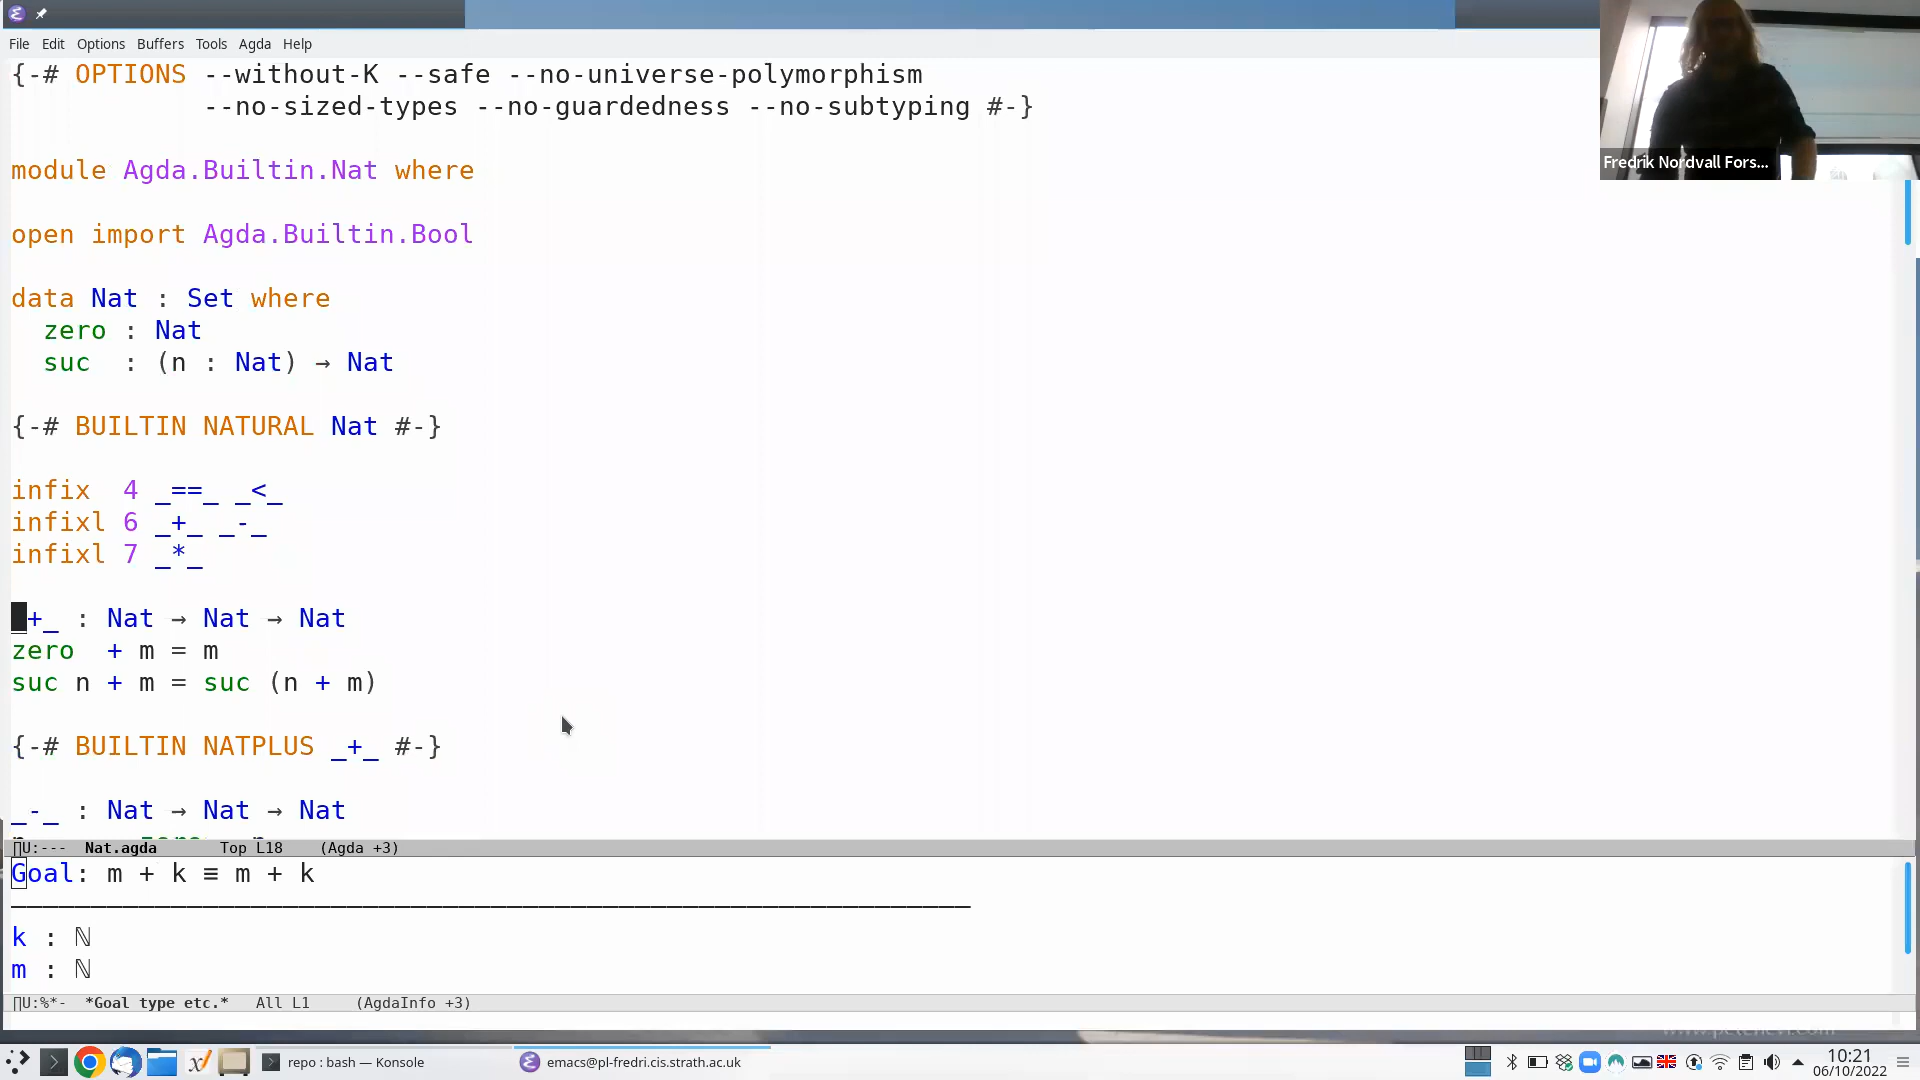 File Edit Options Buffers Tools Agda Help
{-# OPTIONS --without-K --safe --no-universe-polymorphism
--no-sized-types --no-guardedness --no-subtyping #-}
module Agda.Builtin.Nat where
open import Agda.Builtin.Bool
data Nat : Set where
zero : Nat
suc : (n : Nat) → Nat
{-# BUILTIN NATURAL Nat #-}
infix 4 _==_ _<_
infixl 6 _+_ _-_
infixl 7 _*_
+_ : Nat → Nat → Nat
zero + m = m
suc n + m = suc (n + m)
{-# BUILTIN NATPLUS _+_ #-}
_-_ : Nat → Nat → Nat
U:--- Nat.agda Top L18 (Agda +3)
Goal: m + k ≡ m + k
k : ℕ
m : ℕ
U:%*- *Goal type etc.* All L1 (AgdaInfo +3)
Fredrik Nordvall Fors...
repo : bash — Konsole
emacs@pl-fredri.cis.strath.ac.uk
10:21
06/10/2022